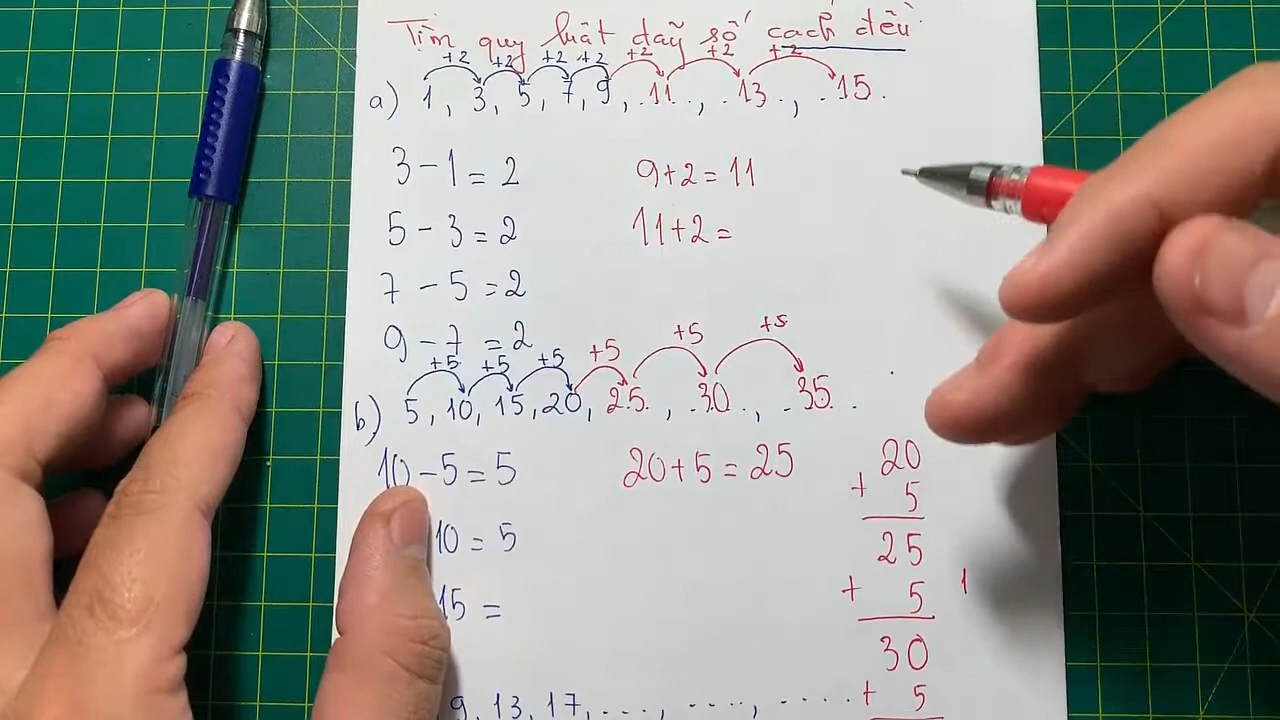 Tìm quy luật dãy số cách đều
+2 +2 +2 +2 +2 +2 +2
a) 1, 3, 5, 7, 9, .11., .13., .15.
3 - 1 = 2 9 + 2 = 11
5 - 3 = 2 11 + 2 =
7 - 5 = 2
9 - 7 = 2
+5 +5 +5 +5 +5 +5
b) 5, 10, 15, 20, 25., .30., .35..
10 - 5 = 5 20 + 5 = 25 20
+ 5
10 = 5 25
+ 5 1
15 = 30
+ 5
9, 13, 17, ...., ...., .....